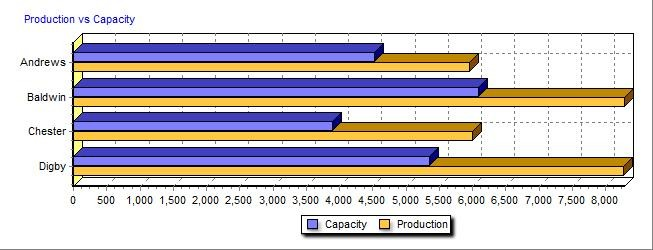 Production vs Capacity
Andrews
Baldwin
Chester
Digby
0 500 1,000 1,500 2,000 2,500 3,000 3,500 4,000 4,500 5,000 5,500 6,000 6,500 7,000 7,500 8,000
Capacity Production